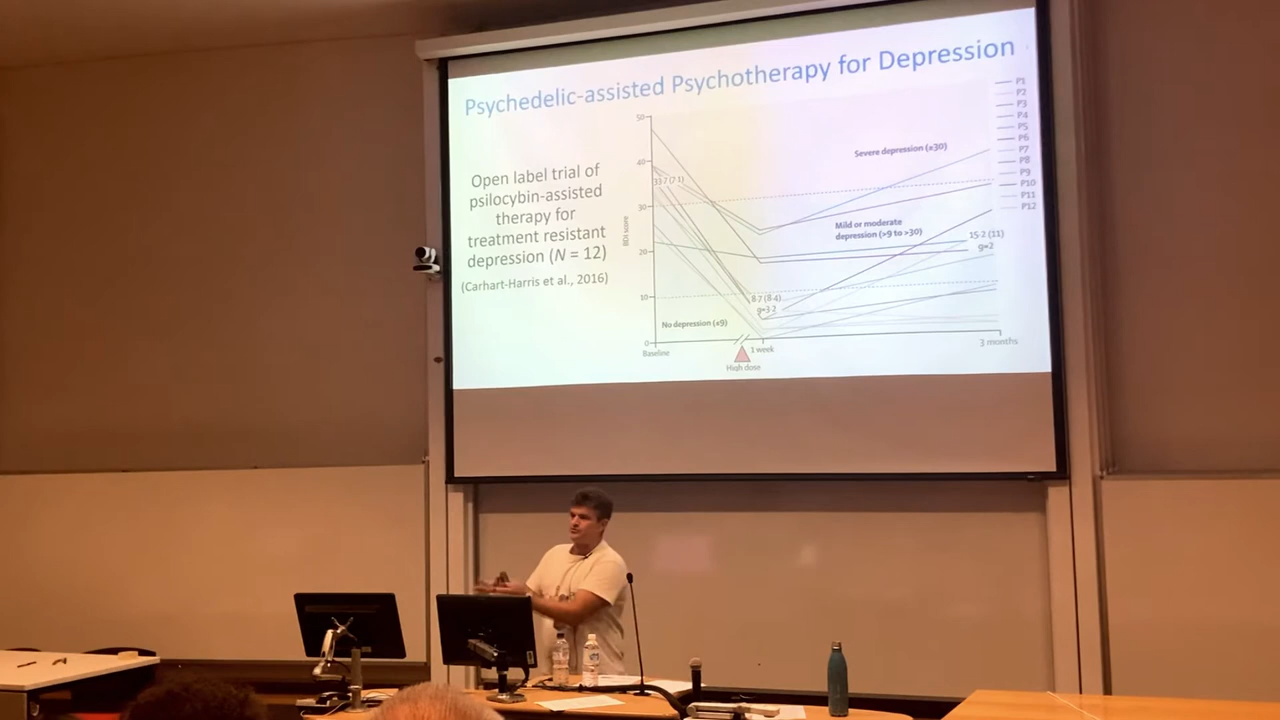 Psychedelic-assisted Psychotherapy for Depression
Open label trial of
psilocybin-assisted
therapy for
treatment resistant
depression (N = 12)
(Carhart-Harris et al., 2016)
BDI score
50
40
30
20
10
0
33·7 (7·1)
Severe depression (≥30)
Mild or moderate
depression (>9 to >30)
15·2 (11)
g=2
8·7 (8·4)
g=3·2
No depression (≤9)
Baseline
1 week
3 months
High dose
P1
P2
P3
P4
P5
P6
P7
P8
P9
P10
P11
P12